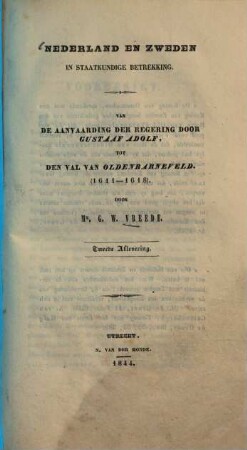 NEDERLAND EN ZWEDEN
IN STAATKUNDIGE BETREKKING.
VAN
DE AANVAARDING DER REGERING DOOR
GUSTAAF ADOLF,
TOT
DEN VAL VAN OLDENBARNEVELD.
(1611—1618).
DOOR
Mr. G. W. VREEDE.
Tweede Aflevering.
UTRECHT,
N. VAN DER MONDE.
1844.